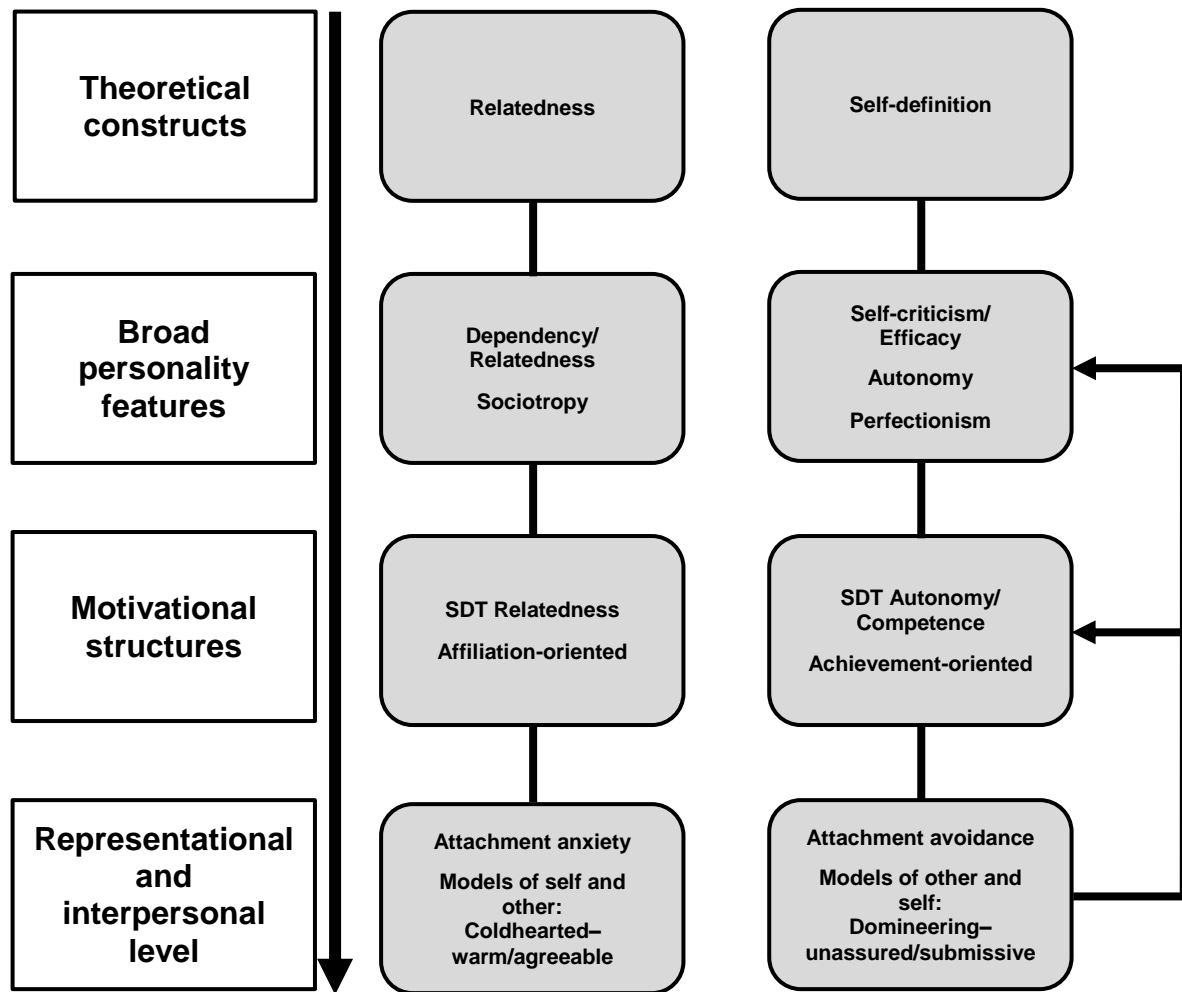 Theoretical
constructs
Relatedness
Self-definition
Broad
personality
features
Dependency/
Relatedness
Sociotropy
Self-criticism/
Efficacy
Autonomy
Perfectionism
Motivational
structures
SDT Relatedness
Affiliation-oriented
SDT Autonomy/
Competence
Achievement-oriented
Representational
and
interpersonal
level
Attachment anxiety
Models of self and
other:
Coldhearted–
warm/agreeable
Attachment avoidance
Models of other and
self:
Domineering–
unassured/submissive